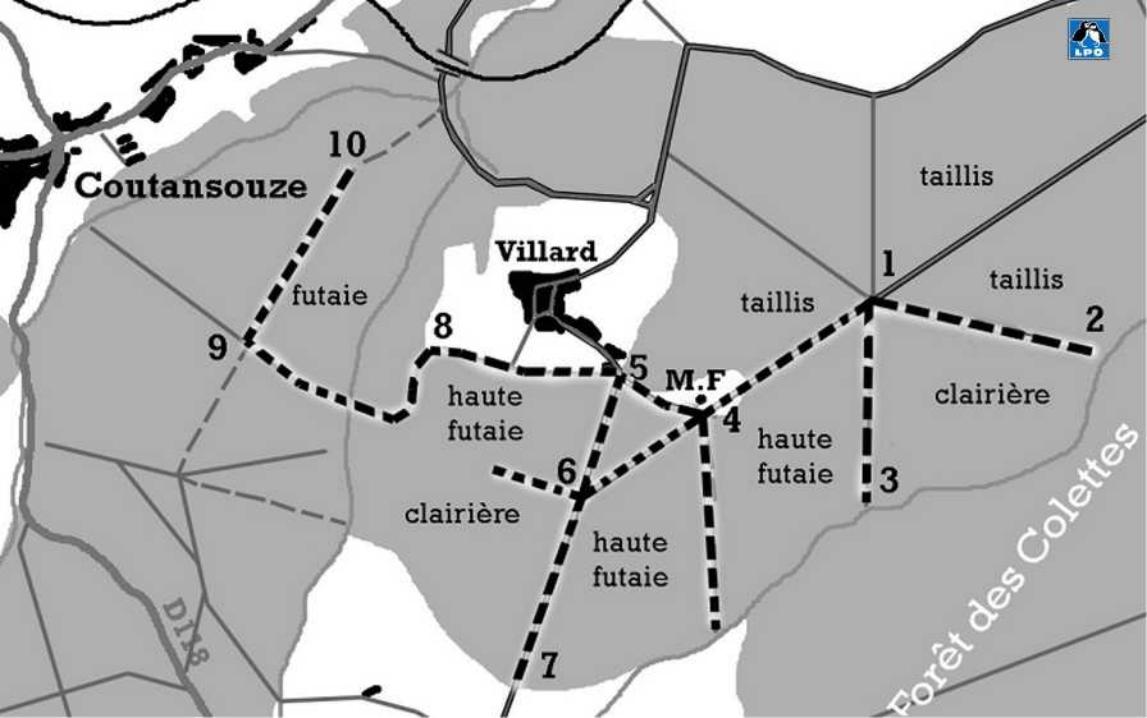 LPO
10
taillis
Coutansouze
Villard
1
futaie
taillis
taillis
2
9
8
5
M.F
haute
futaie
4
clairière
haute
futaie
6
3
clairière
haute
futaie
D118
7
Forêt des Colettes